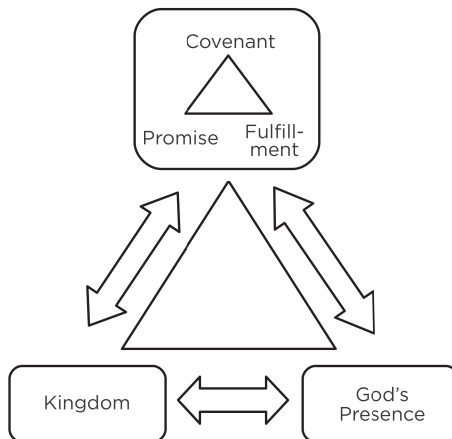 Covenant
Promise
Fulfill-
ment
Kingdom
God's
Presence